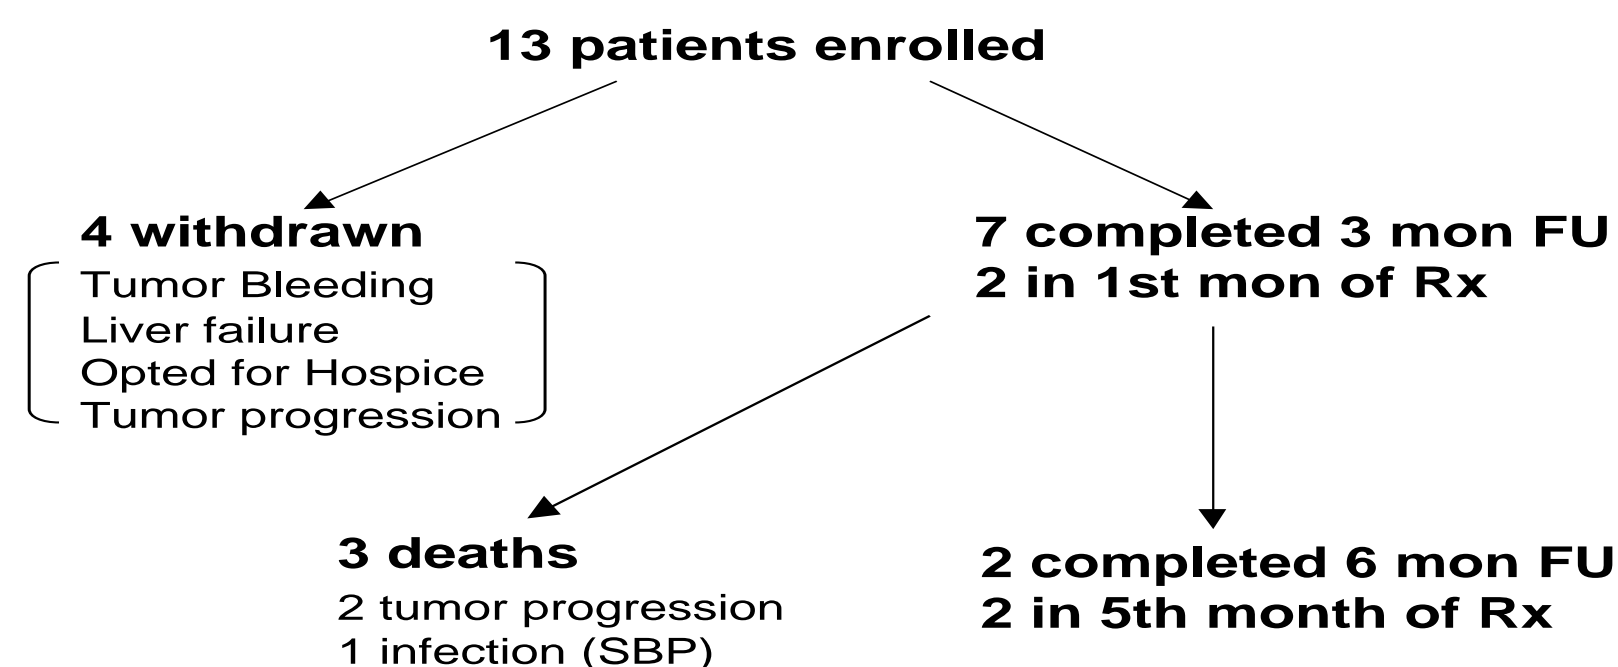 13 patients enrolled
4 withdrawn
Tumor Bleeding
Liver failure
Opted for Hospice
Tumor progression
7 completed 3 mon FU
2 in 1st mon of Rx
3 deaths
2 tumor progression
1 infection (SBP)
2 completed 6 mon FU
2 in 5th month of Rx